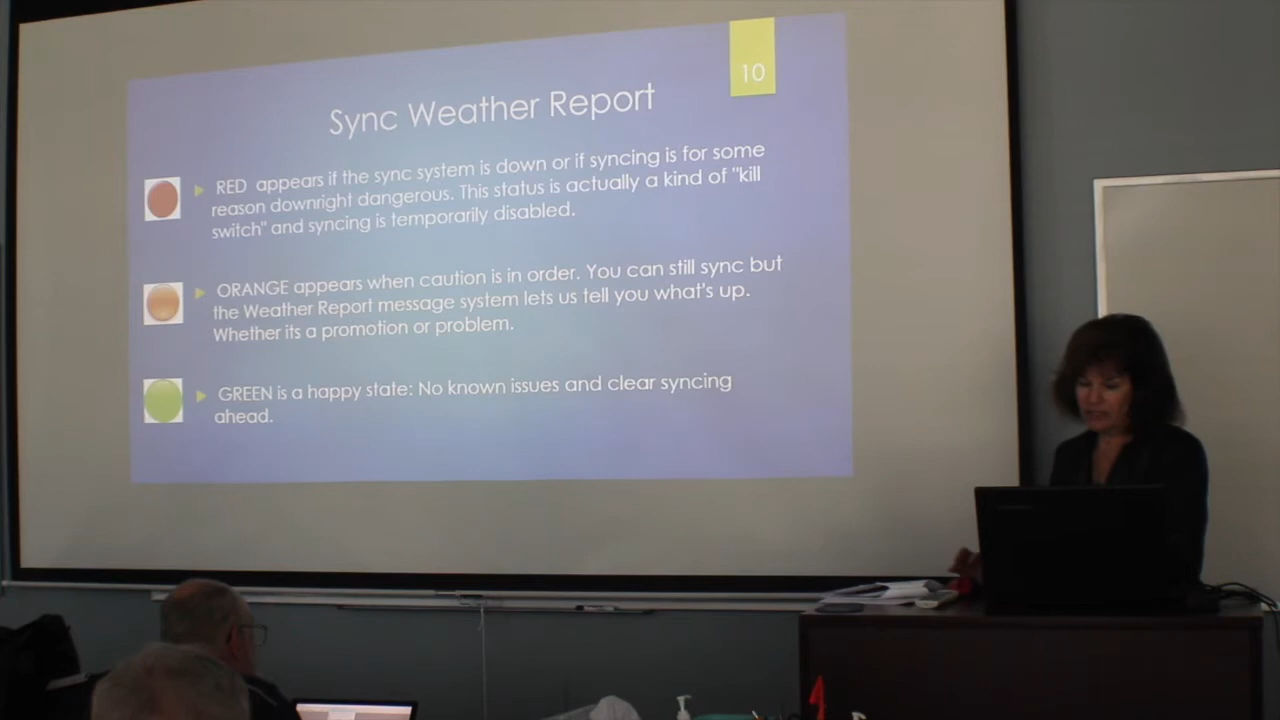 10
Sync Weather Report
RED appears if the sync system is down or if syncing is for some
reason downright dangerous. This status is actually a kind of "kill
switch" and syncing is temporarily disabled.
ORANGE appears when caution is in order. You can still sync but
the Weather Report message system lets us tell you what's up.
Whether its a promotion or problem.
GREEN is a happy state: No known issues and clear syncing
ahead.